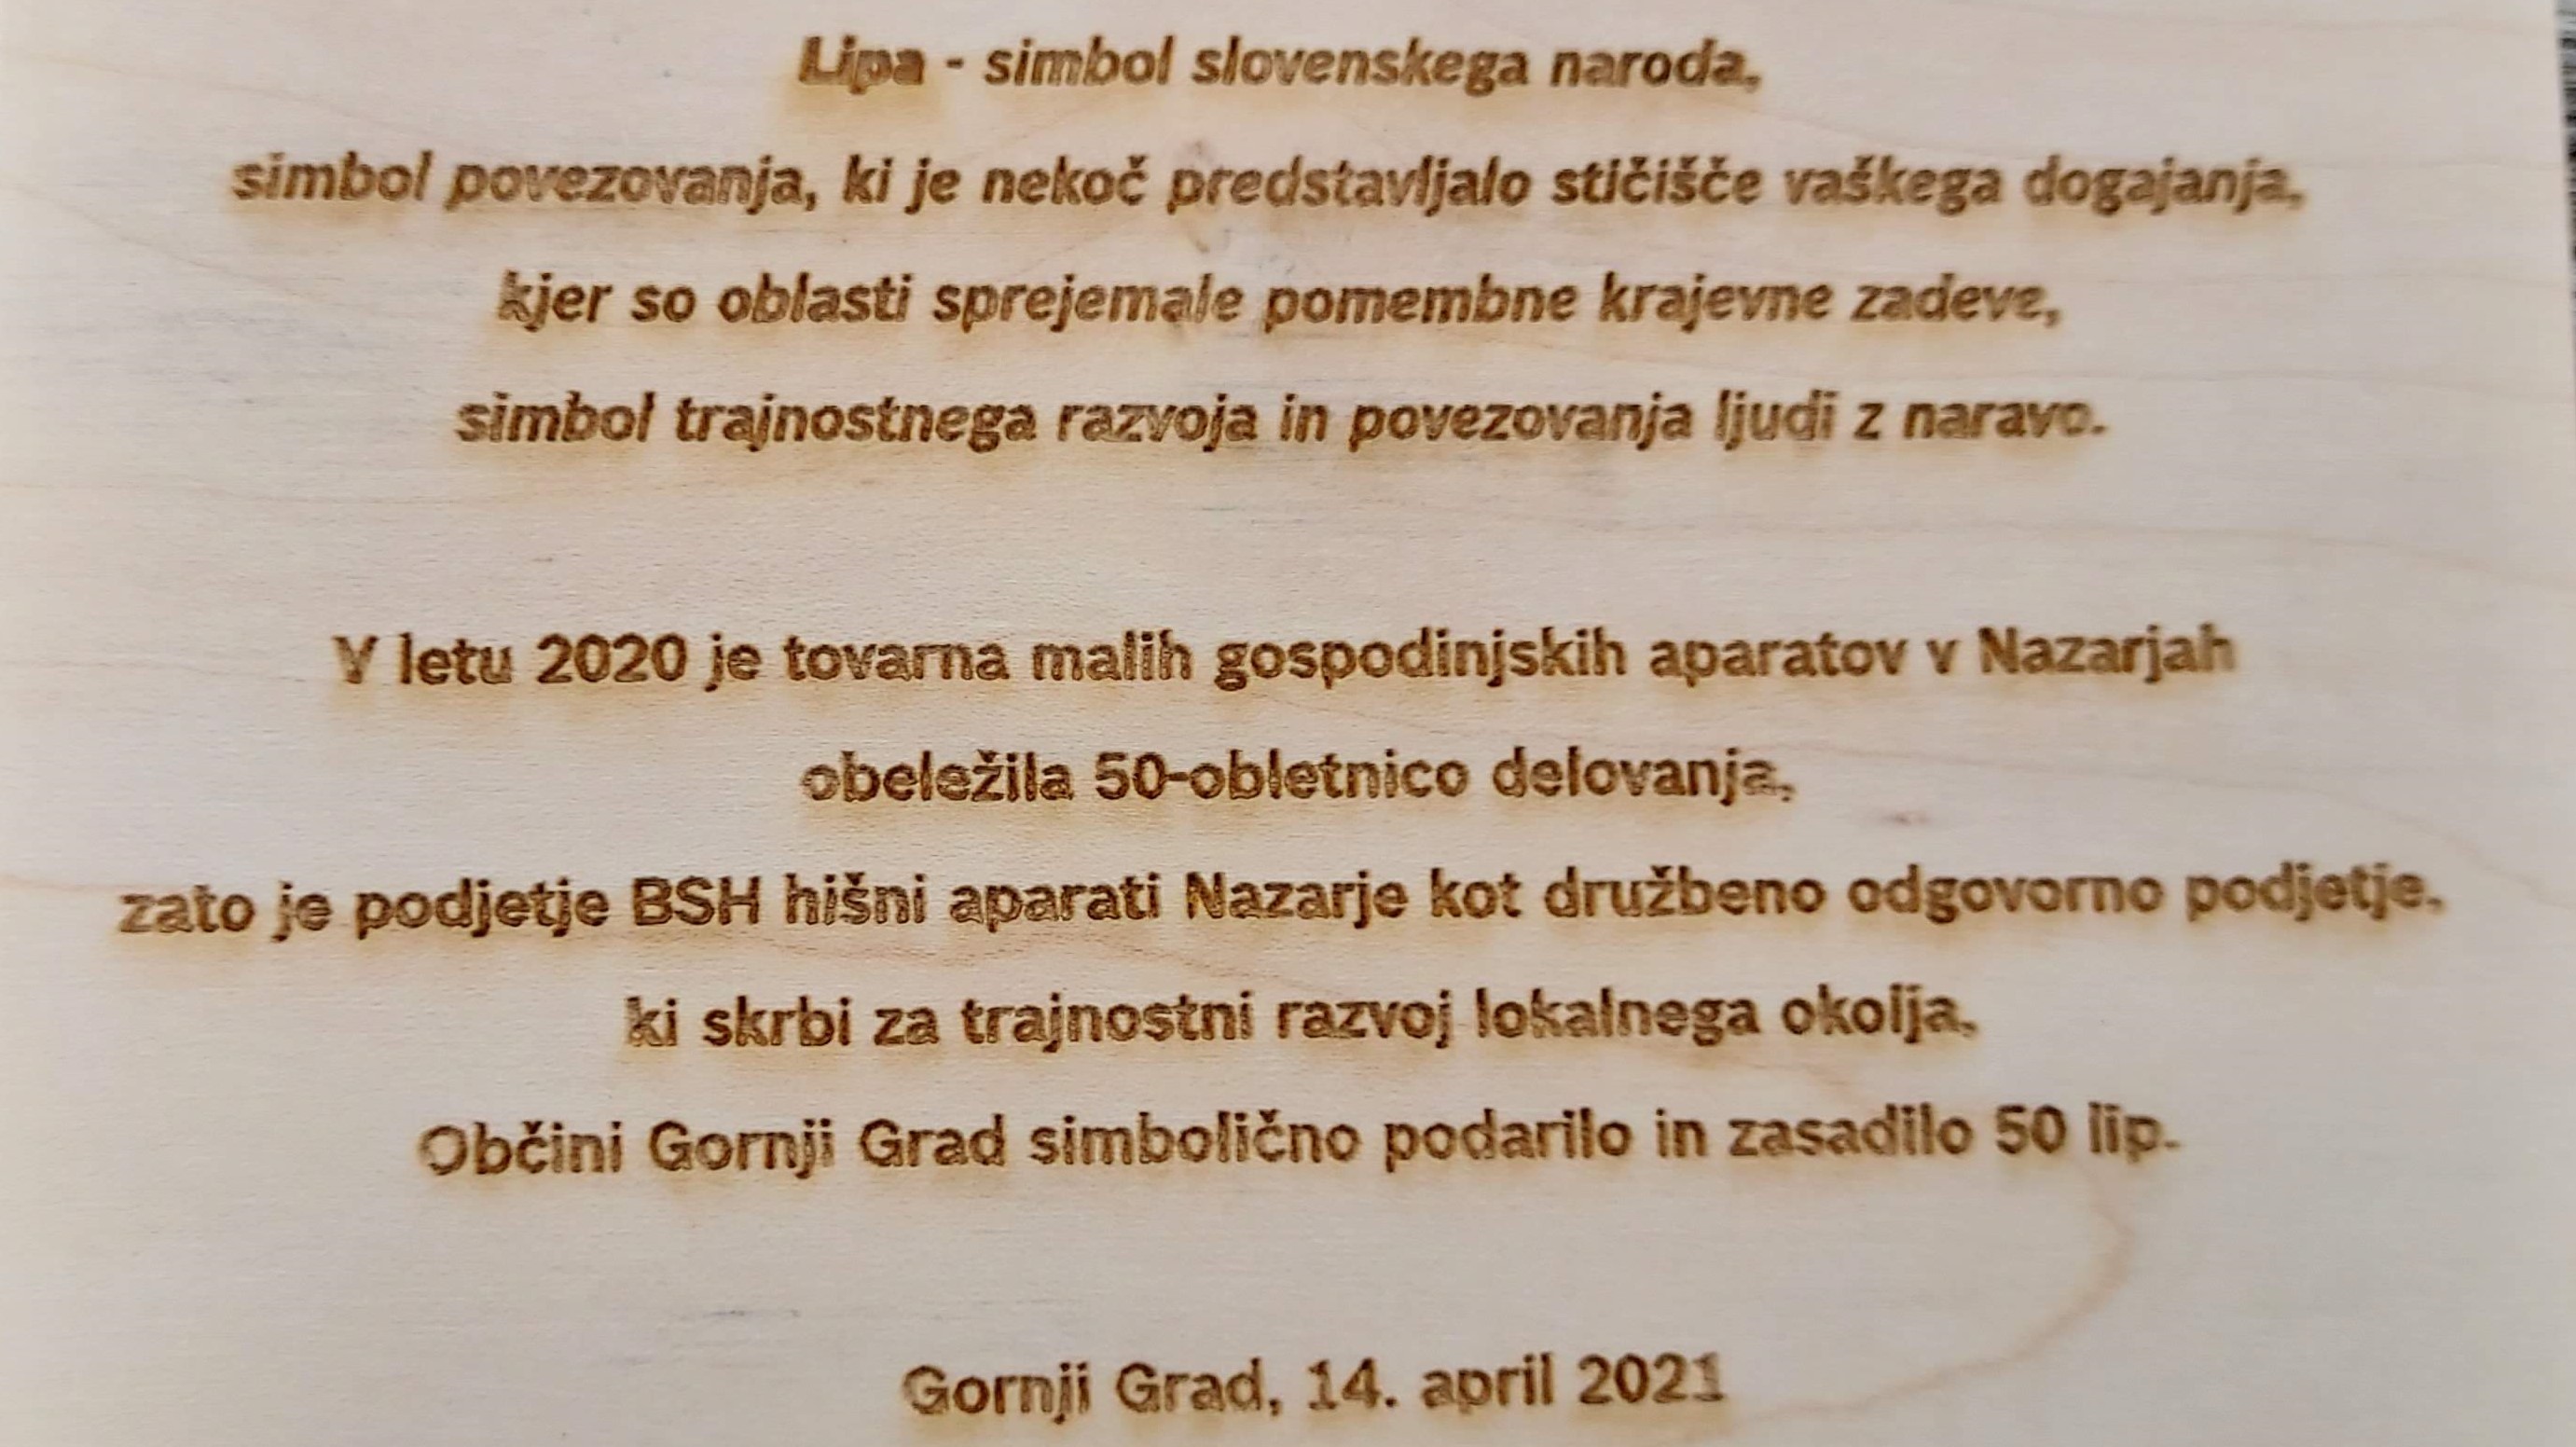 Lipa - simbol slovenskega naroda,
simbol povezovanja, ki je nekoč predstavljalo stičišče vaškega dogajanja,
kjer so oblasti sprejemale pomembne krajevne zadeve,
simbol trajnostnega razvoja in povezovanja ljudi z naravo.
V letu 2020 je tovarna malih gospodinjskih aparatov v Nazarjah
obeležila 50-obletnico delovanja,
zato je podjetje BSH hišni aparati Nazarje kot družbeno odgovorno podjetje,
ki skrbi za trajnostni razvoj lokalnega okolja,
Občini Gornji Grad simbolično podarilo in zasadilo 50 lip.
Gornji Grad, 14. april 2021